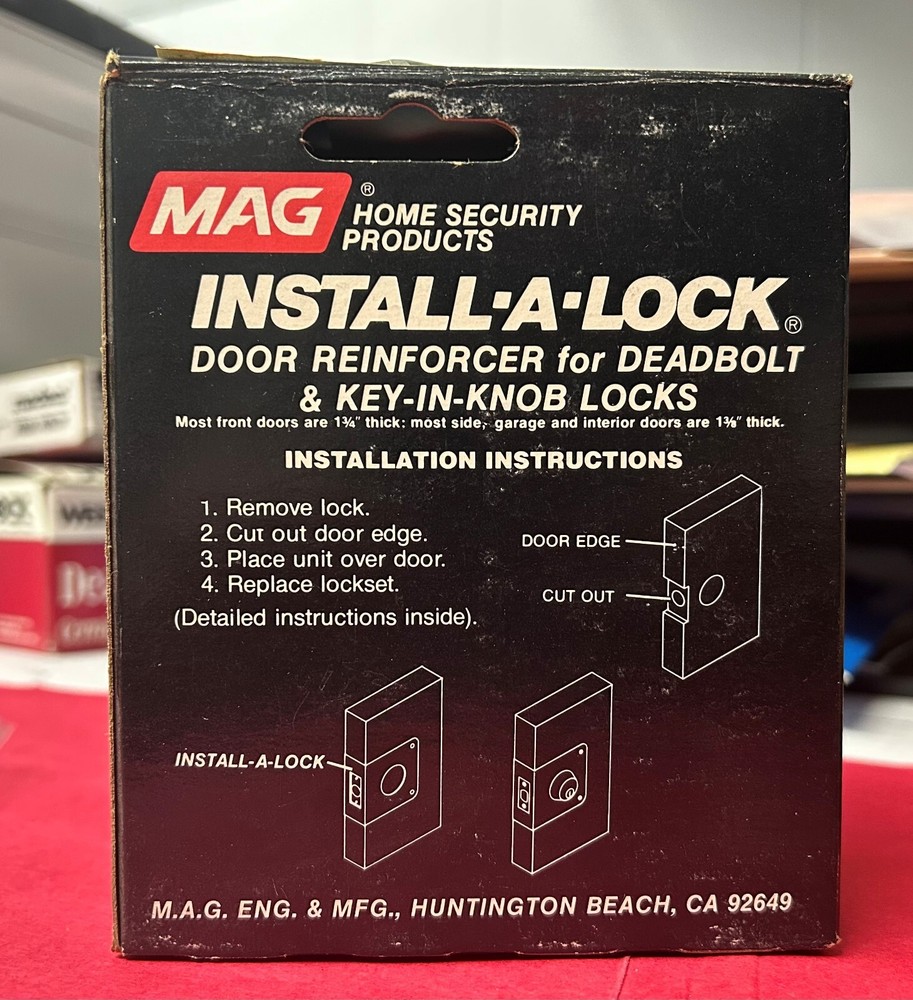 MAG®
HOME SECURITY
PRODUCTS
INSTALL·A·LOCK®
DOOR REINFORCER for DEADBOLT
& KEY-IN-KNOB LOCKS
Most front doors are 1¾" thick: most side, garage and interior doors are 1⅜" thick.
INSTALLATION INSTRUCTIONS
1. Remove lock.
2. Cut out door edge.
3. Place unit over door.
4. Replace lockset.
(Detailed instructions inside).
DOOR EDGE
CUT OUT
INSTALL-A-LOCK
M.A.G. ENG. & MFG., HUNTINGTON BEACH, CA 92649